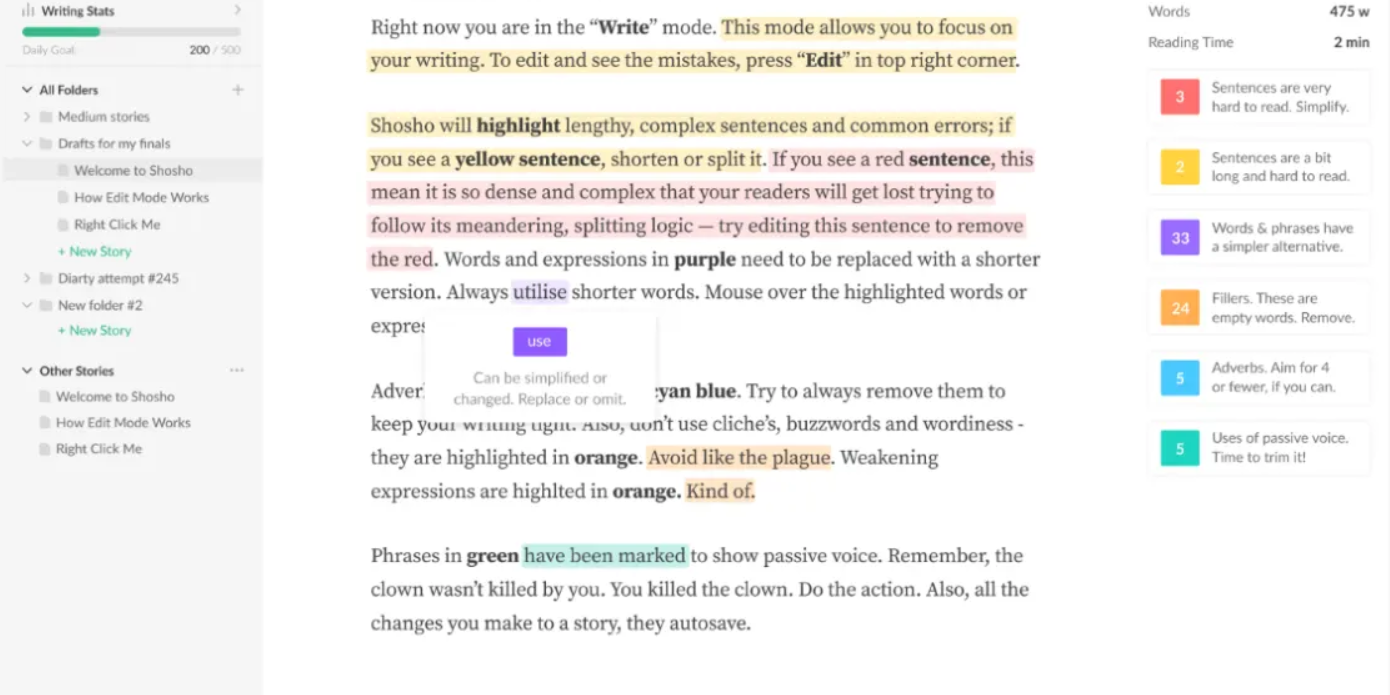 Writing Stats
Daily Goal: 200 / 500
All Folders
Medium stories
Drafts for my finals
Welcome to Shosho
How Edit Mode Works
Right Click Me
+ New Story
Diarty attempt #245
New folder #2
+ New Story
Other Stories
Welcome to Shosho
How Edit Mode Works
Right Click Me
Right now you are in the “Write” mode. This mode allows you to focus on
your writing. To edit and see the mistakes, press “Edit” in top right corner.
Shosho will highlight lengthy, complex sentences and common errors; if
you see a yellow sentence, shorten or split it. If you see a red sentence, this
mean it is so dense and complex that your readers will get lost trying to
follow its meandering, splitting logic — try editing this sentence to remove
the red. Words and expressions in purple need to be replaced with a shorter
version. Always utilise shorter words. Mouse over the highlighted words or
use
Can be simplified or
changed. Replace or omit.
cyan blue. Try to always remove them to
keep your writing tight. Also, don’t use cliche’s, buzzwords and wordiness -
they are highlighted in orange. Avoid like the plague. Weakening
expressions are highlted in orange. Kind of.
Phrases in green have been marked to show passive voice. Remember, the
clown wasn’t killed by you. You killed the clown. Do the action. Also, all the
changes you make to a story, they autosave.
Words 475 w
Reading Time 2 min
3 Sentences are very
hard to read. Simplify.
2 Sentences are a bit
long and hard to read.
33 Words & phrases have
a simpler alternative.
24 Fillers. These are
empty words. Remove.
5 Adverbs. Aim for 4
or fewer, if you can.
5 Uses of passive voice.
Time to trim it!